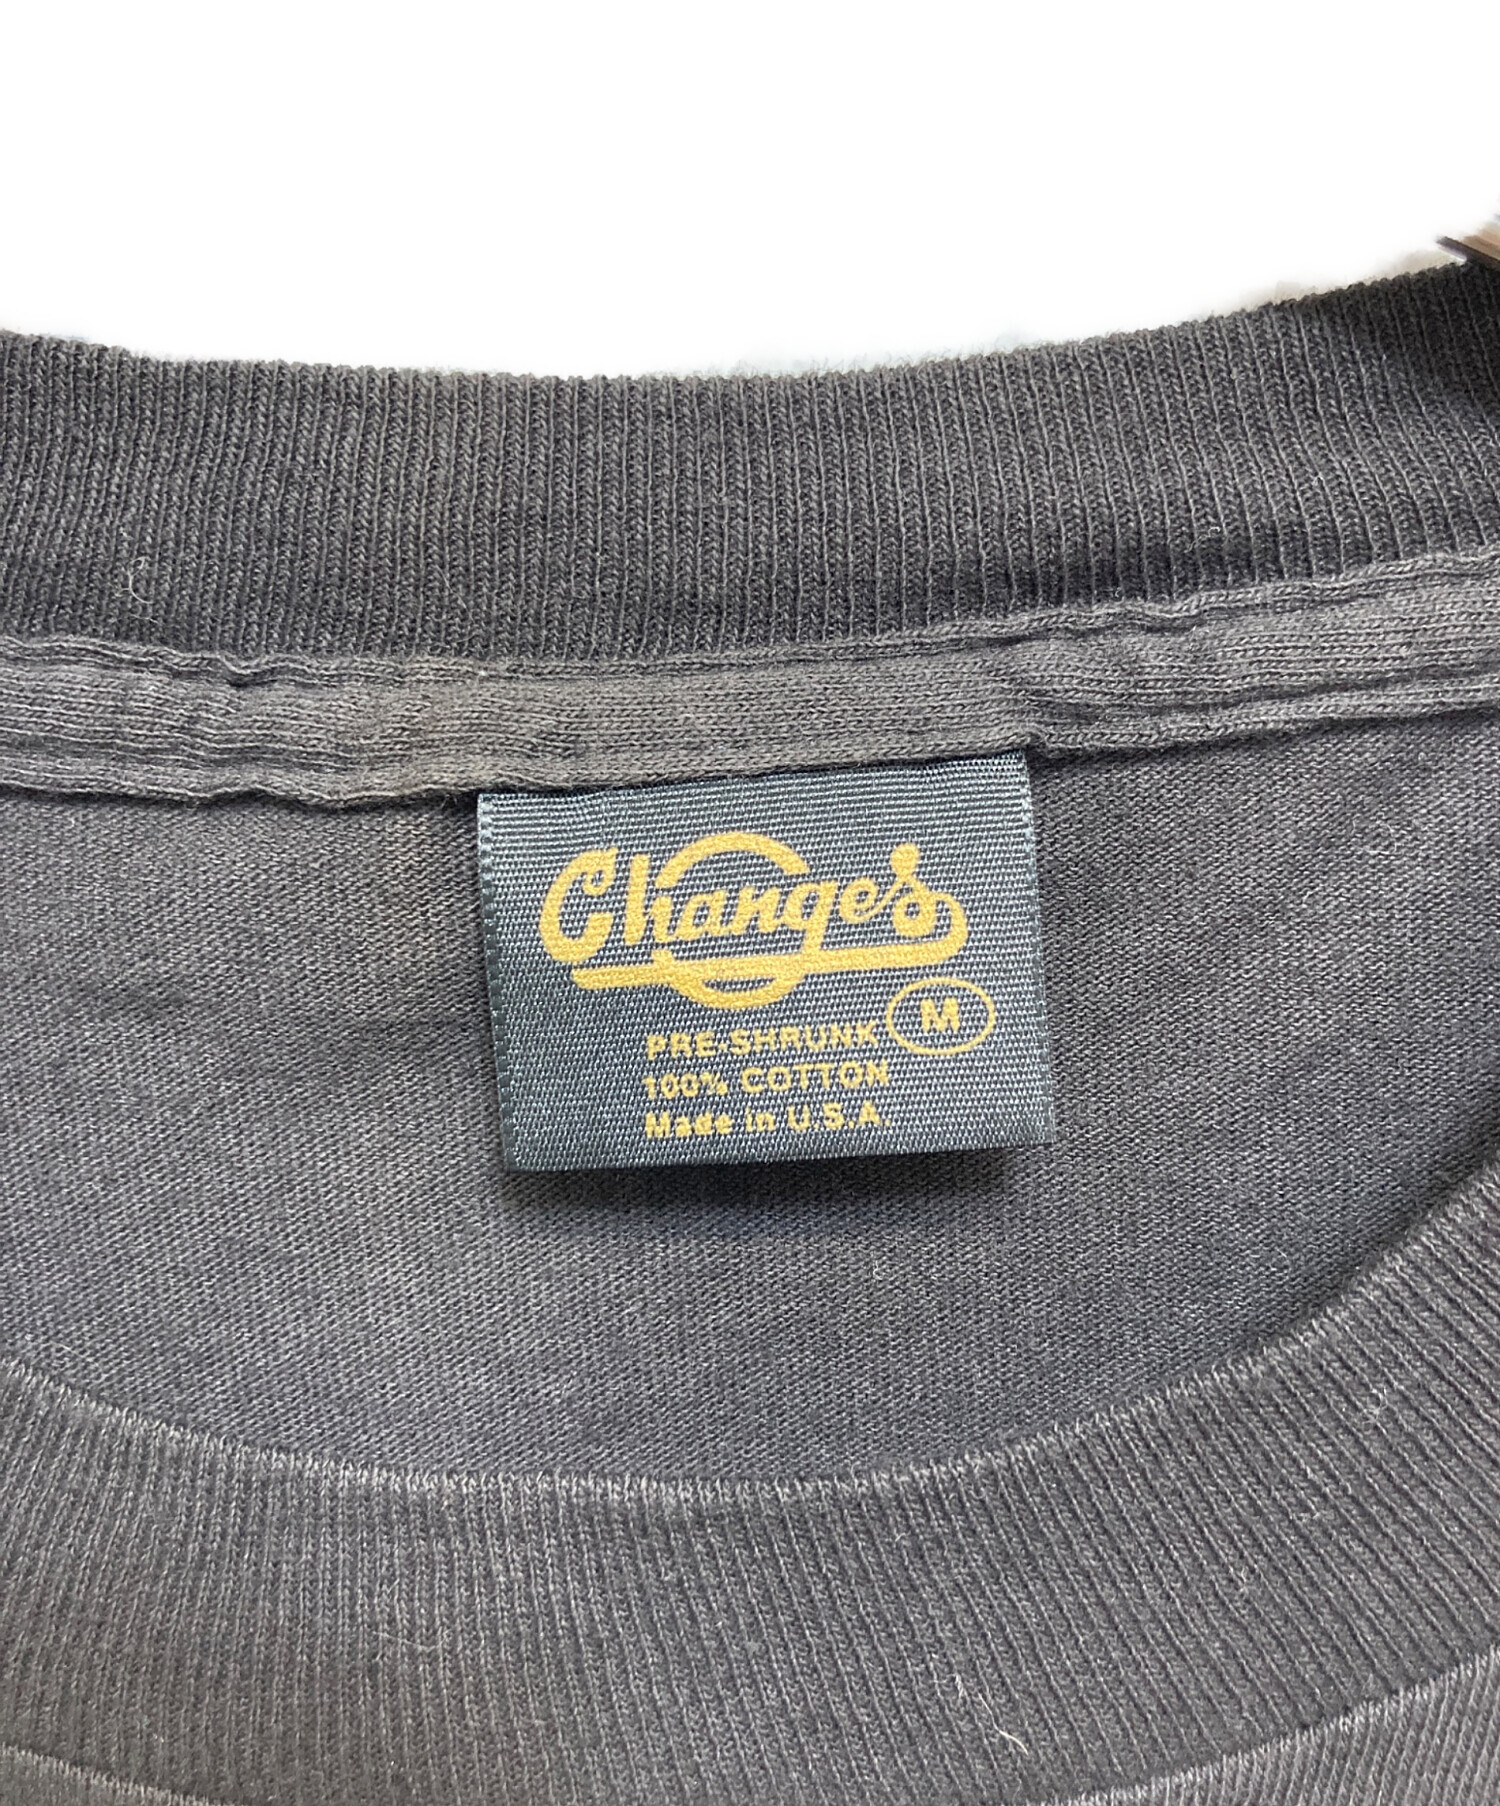 Changes
M
PRE-SHRUNK
100% COTTON
Made in U.S.A.